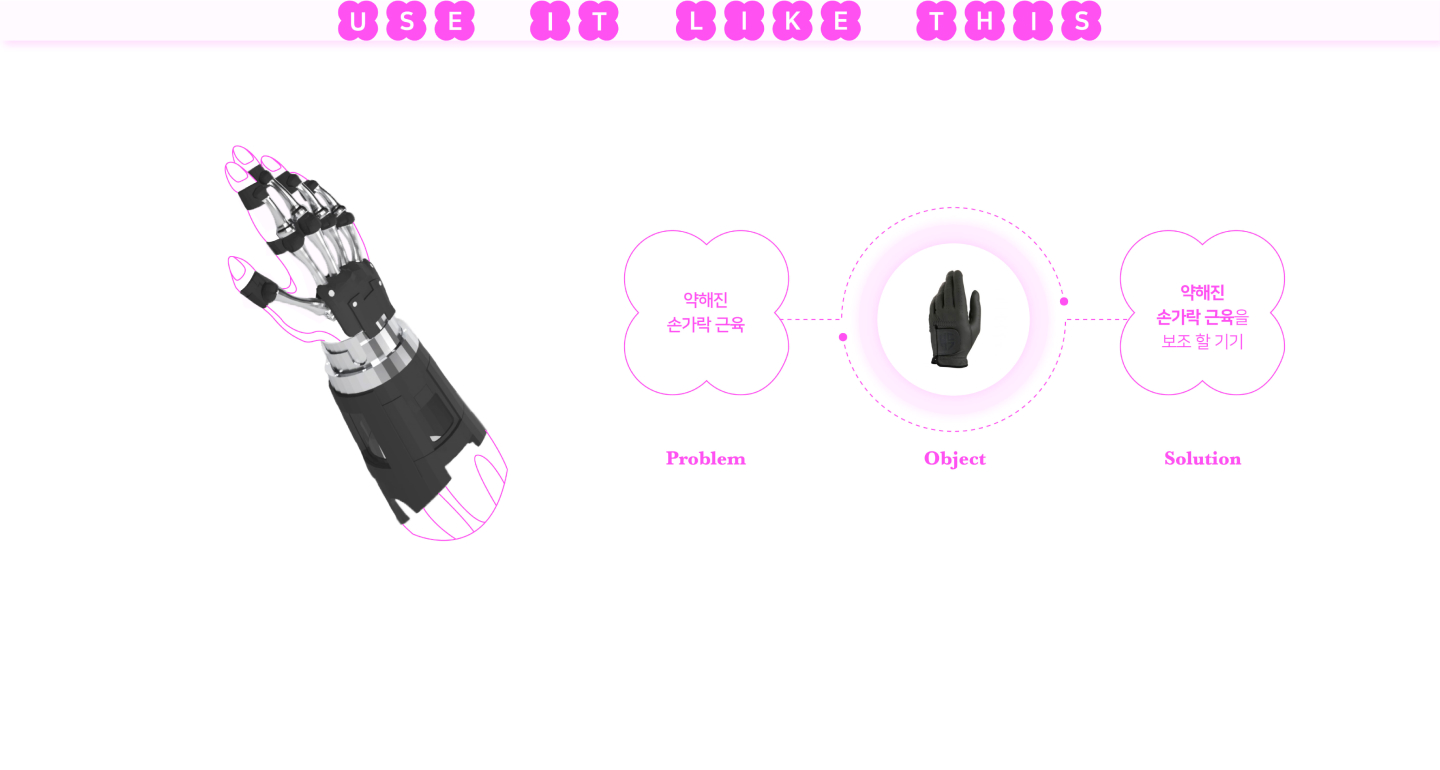 USE IT LIKE THIS
약해진
손가락 근육
약해진
손가락 근육을
보조 할 기기
Problem
Object
Solution